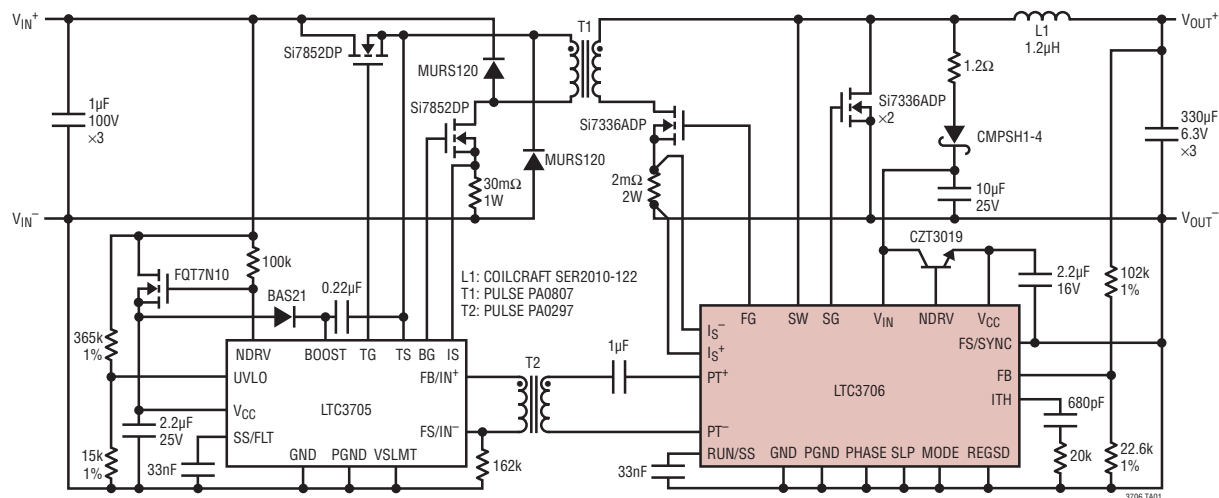 VIN+
T1
VOUT+
L1
1.2µH
Si7852DP
MURS120
1.2Ω
1µF
100V
×3
Si7852DP
Si7336ADP
Si7336ADP
×2
330µF
6.3V
×3
MURS120
CMPSH1-4
30mΩ
1W
2mΩ
2W
10µF
25V
VIN–
VOUT–
CZT3019
FQT7N10
100k
BAS21
0.22µF
L1: COILCRAFT SER2010-122
T1: PULSE PA0807
T2: PULSE PA0297
2.2µF
16V
102k
1%
365k
1%
NDRV
BOOST
TG
TS
BG
IS
FG
SW
SG
VIN
NDRV
VCC
IS–
IS+
FS/SYNC
UVLO
FB/IN+
T2
1µF
PT+
FB
LTC3705
LTC3706
ITH
680pF
VCC
2.2µF
25V
SS/FLT
FS/IN–
PT–
15k
1%
33nF
GND
PGND
VSLMT
162k
33nF
RUN/SS
GND
PGND
PHASE
SLP
MODE
REGSD
20k
22.6k
1%
3706 TA01